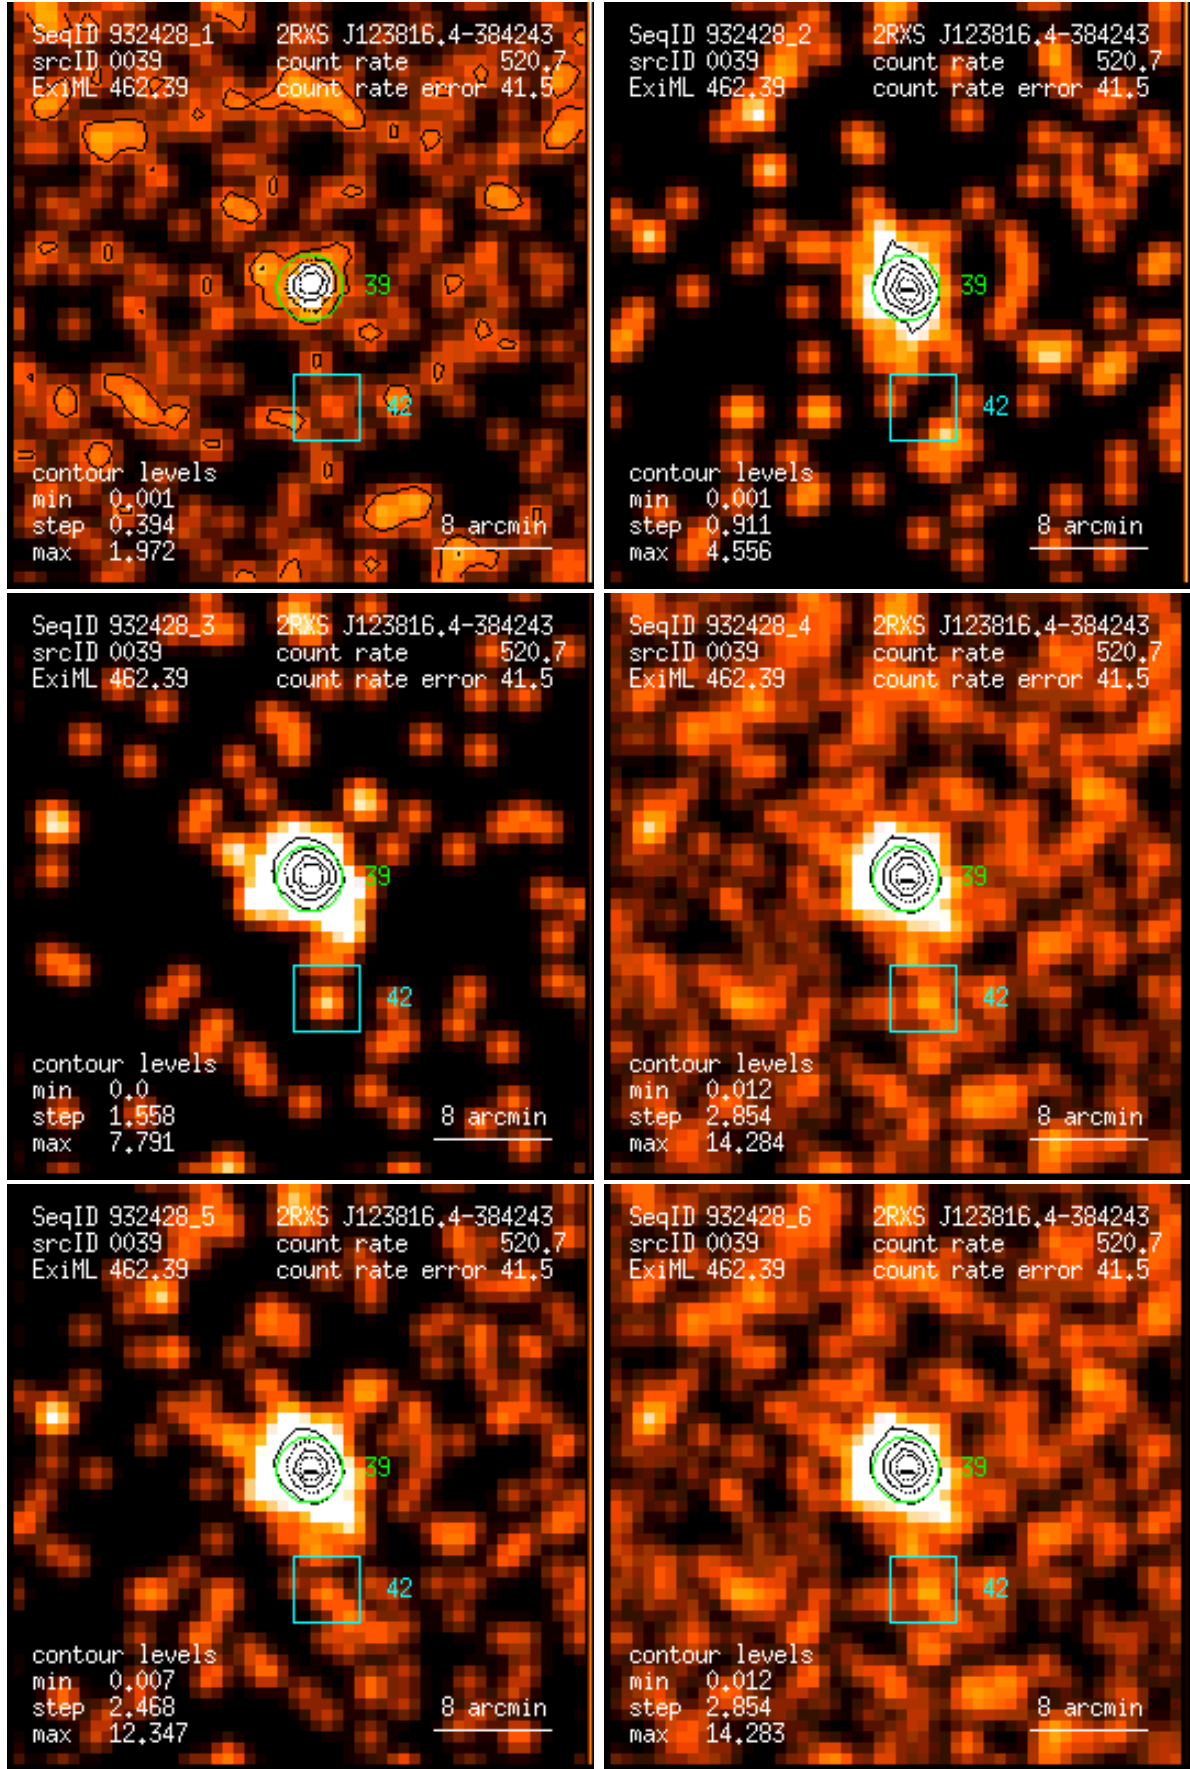 SeqID 932428_1 2RXS J123816.4-384243
srcID 0039 count rate 520.7
ExiML 462.39 count rate error 41.5
39
42
contour levels
min 0.001
step 0.394 8 arcmin
max 1.972
SeqID 932428_2 2RXS J123816.4-384243
srcID 0039 count rate 520.7
ExiML 462.39 count rate error 41.5
39
42
contour levels
min 0.001
step 0.911 8 arcmin
max 4.556
SeqID 932428_3 2RXS J123816.4-384243
srcID 0039 count rate 520.7
ExiML 462.39 count rate error 41.5
39
42
contour levels
min 0.0
step 1.558 8 arcmin
max 7.791
SeqID 932428_4 2RXS J123816.4-384243
srcID 0039 count rate 520.7
ExiML 462.39 count rate error 41.5
39
42
contour levels
min 0.012
step 2.854 8 arcmin
max 14.284
SeqID 932428_5 2RXS J123816.4-384243
srcID 0039 count rate 520.7
ExiML 462.39 count rate error 41.5
39
42
contour levels
min 0.007
step 2.468 8 arcmin
max 12.347
SeqID 932428_6 2RXS J123816.4-384243
srcID 0039 count rate 520.7
ExiML 462.39 count rate error 41.5
39
42
contour levels
min 0.012
step 2.854 8 arcmin
max 14.283